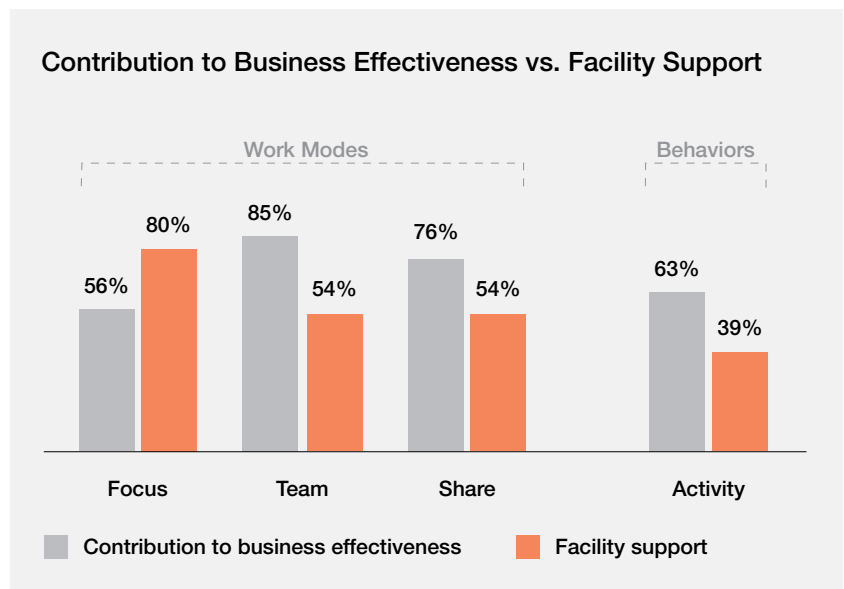 Contribution to Business Effectiveness vs. Facility Support
Work Modes
Behaviors
56%
80%
85%
54%
76%
54%
63%
39%
Focus
Team
Share
Activity
Contribution to business effectiveness
Facility support